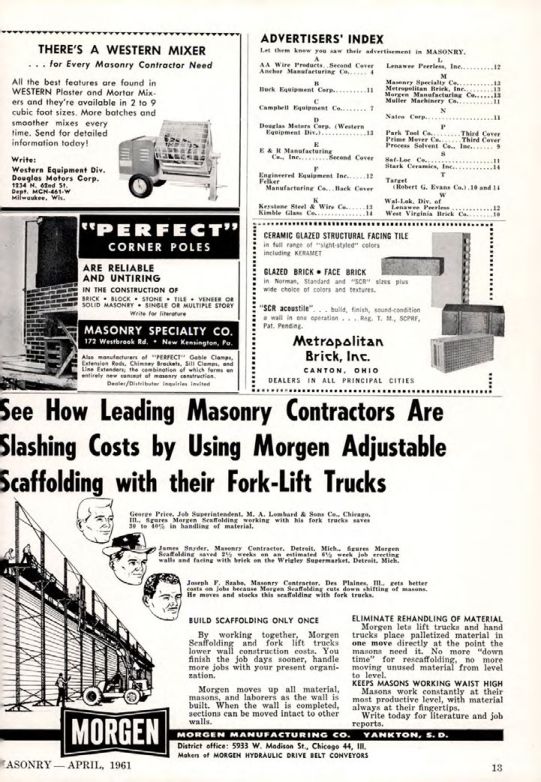 THERE'S A WESTERN MIXER
. . . for Every Masonry Contractor Need
All the best features are found in
WESTERN Plaster and Mortar Mix-
ers and they're available in 2 to 9
cubic foot sizes. More batches and
smoother mixes every
time. Send for detailed
information today!
Write:
Western Equipment Div.
Douglas Motors Corp.
1234 N. 62nd St.
Dept. MCN-461-W
Milwaukee, Wis.
"PERFECT"
CORNER POLES
ARE RELIABLE
AND UNTIRING
IN THE CONSTRUCTION OF
BRICK • BLOCK • STONE • TILE • VENEER OR
SOLID MASONRY • SINGLE OR MULTIPLE STORY
Write for literature
MASONRY SPECIALTY CO.
172 Westbrook Rd. • New Kensington, Pa.
Also manufacturers of "PERFECT" Gable Clamps,
Extension Rods, Chimney Brackets, Sill Clamps, and
Line Extenders; the combination of which forms an
entirely new concept of masonry construction.
Dealer/Distributor inquiries invited
ADVERTISERS' INDEX
Let them know you saw their advertisement in MASONRY.
A
AA Wire Products..Second Cover
Anchor Manufacturing Co...... 4
B
Buck Equipment Corp..........11
C
Campbell Equipment Co........ 7
D
Douglas Motors Corp. (Western
Equipment Div.)..............13
E
E & R Manufacturing
Co., Inc..........Second Cover
F
Engineered Equipment Inc....12
Felker
Manufacturing Co...Back Cover
K
Keystone Steel & Wire Co.....13
Kimble Glass Co..............14
L
Lenawee Peerless, Inc.........12
M
Masonry Specialty Co..........13
Metropolitan Brick, Inc.......13
Morgen Manufacturing Co......13
Muller Machinery Co..........11
N
Natco Corp...................11
P
Park Tool Co........Third Cover
Prime Mover Co......Third Cover
Process Solvent Co., Inc...... 9
S
Saf-Loc Co...................11
Stark Ceramics, Inc...........14
T
Target
(Robert G. Evans Co.).10 and 14
W
Wal-Lok, Div. of
Lenawee Peerless ............12
West Virginia Brick Co........10
CERAMIC GLAZED STRUCTURAL FACING TILE
in full range of "sight-styled" colors
including KERAMET
GLAZED BRICK • FACE BRICK
in Norman, Standard and "SCR" sizes plus
wide choice of colors and textures.
"SCR acoustile" . . . build, finish, sound-condition
a wall in one operation . . . Reg. T. M., SCPRF,
Pat. Pending.
Metropolitan
Brick, Inc.
CANTON, OHIO
DEALERS IN ALL PRINCIPAL CITIES
See How Leading Masonry Contractors Are
Slashing Costs by Using Morgen Adjustable
Scaffolding with their Fork-Lift Trucks
George Price, Job Superintendent, M. A. Lombard & Sons Co., Chicago,
Ill., figures Morgen Scaffolding working with his fork trucks saves
30 to 40% in handling of material.
James Snyder, Masonry Contractor, Detroit, Mich., figures Morgen
Scaffolding saved 2½ weeks on an estimated 6½ week job erecting
walls and facing with brick on the Wrigley Supermarket, Detroit, Mich.
Joseph F. Szabo, Masonry Contractor, Des Plaines, Ill., gets better
costs on jobs because Morgen Scaffolding cuts down shifting of masons.
He moves and stocks this scaffolding with fork trucks.
BUILD SCAFFOLDING ONLY ONCE
By working together, Morgen
Scaffolding and fork lift trucks
lower wall construction costs. You
finish the job days sooner, handle
more jobs with your present organi-
zation.
Morgen moves up all material,
masons, and laborers as the wall is
built. When the wall is completed,
sections can be moved intact to other
walls.
ELIMINATE REHANDLING OF MATERIAL
Morgen lets lift trucks and hand
trucks place palletized material in
one move directly at the point the
masons need it. No more "down
time" for rescaffolding, no more
moving unused material from level
to level.
KEEPS MASONS WORKING WAIST HIGH
Masons work constantly at their
most productive level, with material
always at their fingertips.
Write today for literature and job
reports.
MORGEN
MORGEN MANUFACTURING CO. YANKTON, S. D.
District office: 5933 W. Madison St., Chicago 44, Ill.
Makers of MORGEN HYDRAULIC DRIVE BELT CONVEYORS
MASONRY — APRIL, 1961
13